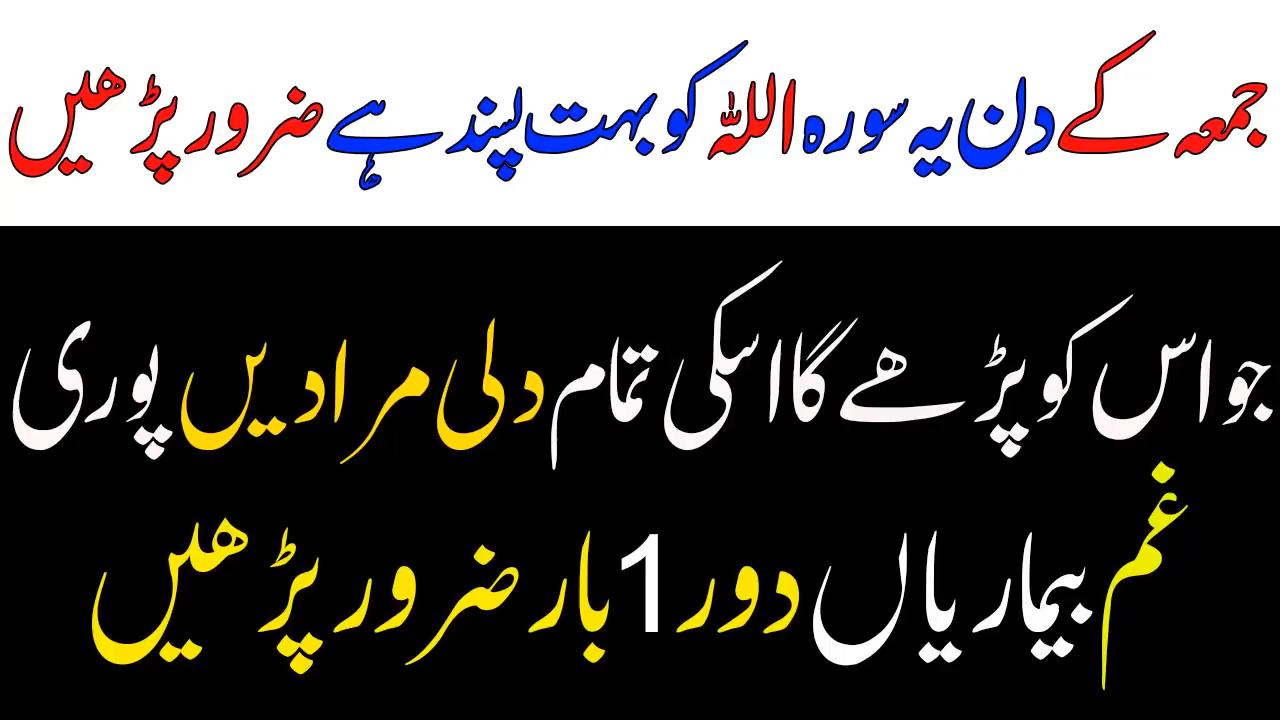 جمعہ کے دن یہ سورہ اللہ کو بہت پسند ہے ضرور پڑھیں
جو اس کو پڑھے گا اسکی تمام دلی مرادیں پوری
غم بیماریاں دور 1 بار ضرور پڑھیں